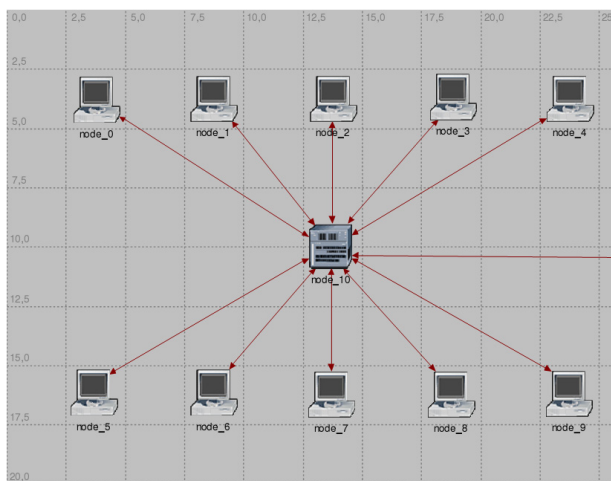 0,0 2,5 5,0 7,5 10,0 12,5 15,0 17,5 20,0 22,5 25
2,5
node_0 node_1 node_2 node_3 node_4
5,0
7,5
10,0
node_10
12,5
15,0
node_5 node_6 node_7 node_8 node_9
17,5
20,0